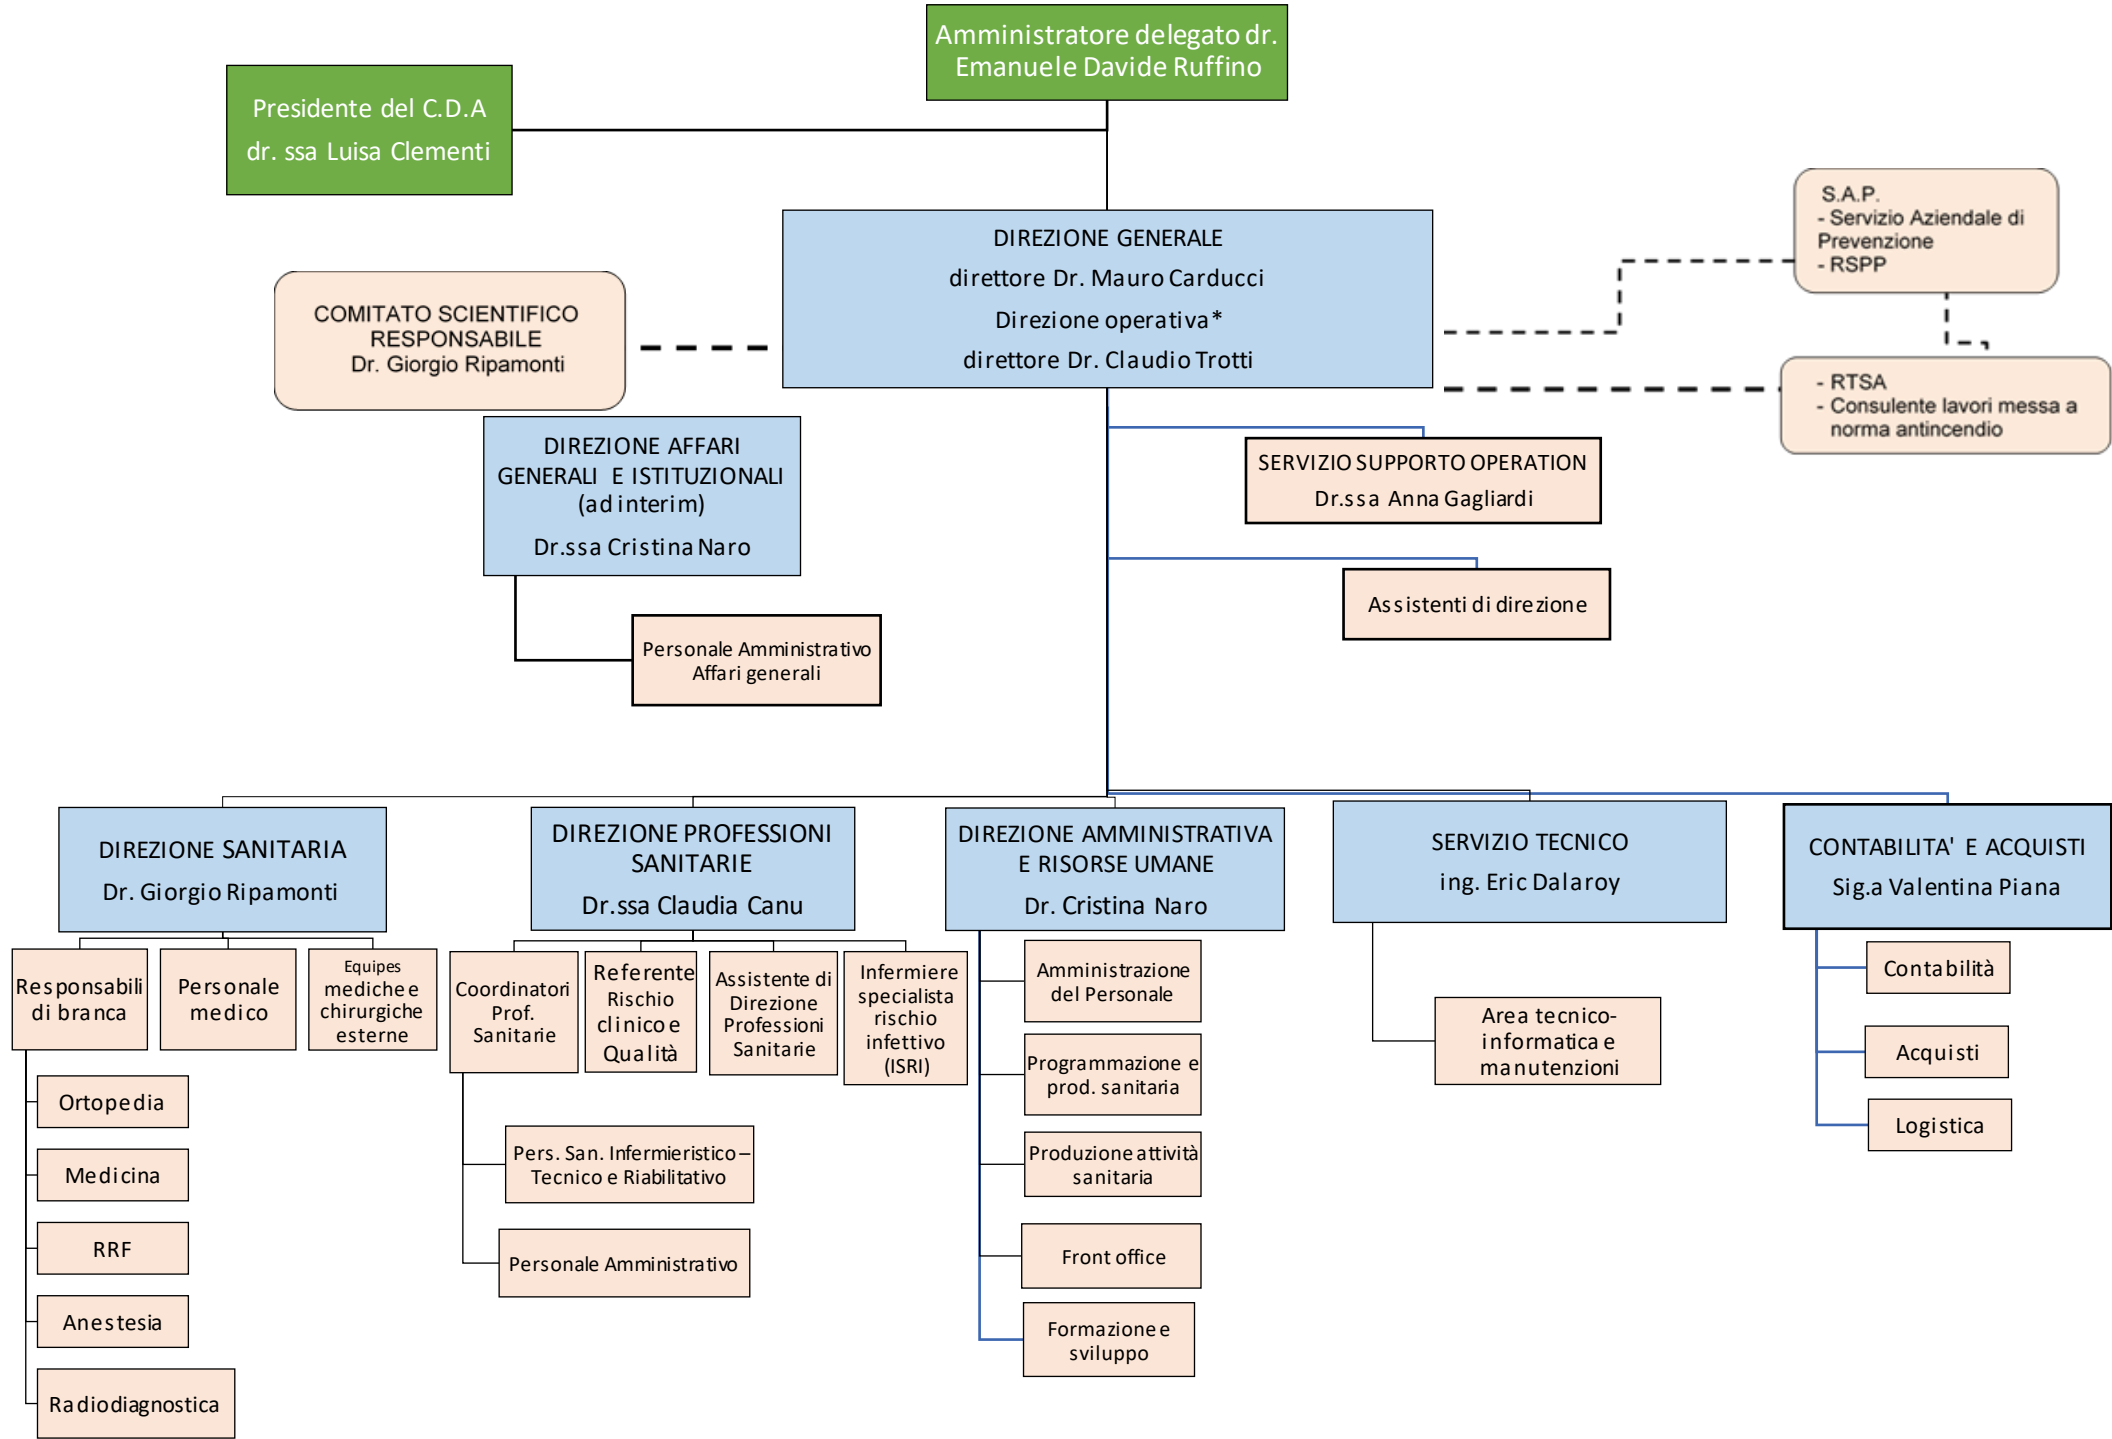 Amministratore delegato dr.
Emanuele Davide Ruffino
Presidente del C.D.A
dr. ssa Luisa Clementi
S.A.P.
- Servizio Aziendale di
Prevenzione
- RSPP
DIREZIONE GENERALE
direttore Dr. Mauro Carducci
Direzione operativa*
direttore Dr. Claudio Trotti
COMITATO SCIENTIFICO
RESPONSABILE
Dr. Giorgio Ripamonti
- RTSA
- Consulente lavori messa a
norma antincendio
DIREZIONE AFFARI
GENERALI E ISTITUZIONALI
(ad interim)
Dr.ssa Cristina Naro
SERVIZIO SUPPORTO OPERATION
Dr.ssa Anna Gagliardi
Assistenti di direzione
Personale Amministrativo
Affari generali
DIREZIONE SANITARIA
Dr. Giorgio Ripamonti
DIREZIONE PROFESSIONI
SANITARIE
Dr.ssa Claudia Canu
DIREZIONE AMMINISTRATIVA
E RISORSE UMANE
Dr. Cristina Naro
SERVIZIO TECNICO
ing. Eric Dalaroy
CONTABILITA' E ACQUISTI
Sig.a Valentina Piana
Responsabili
di branca
Personale
medico
Equipes
mediche e
chirurgiche
esterne
Coordinatori
Prof.
Sanitarie
Referente
Rischio
clinico e
Qualità
Assistente di
Direzione
Professioni
Sanitarie
Infermiere
specialista
rischio
infettivo
(ISRI)
Amministrazione
del Personale
Programmazione e
prod. sanitaria
Produzione attività
sanitaria
Front office
Formazione e
sviluppo
Area tecnico-
informatica e
manutenzioni
Contabilità
Acquisti
Logistica
Ortopedia
Medicina
RRF
Anestesia
Radiodiagnostica
Pers. San. Infermieristico –
Tecnico e Riabilitativo
Personale Amministrativo